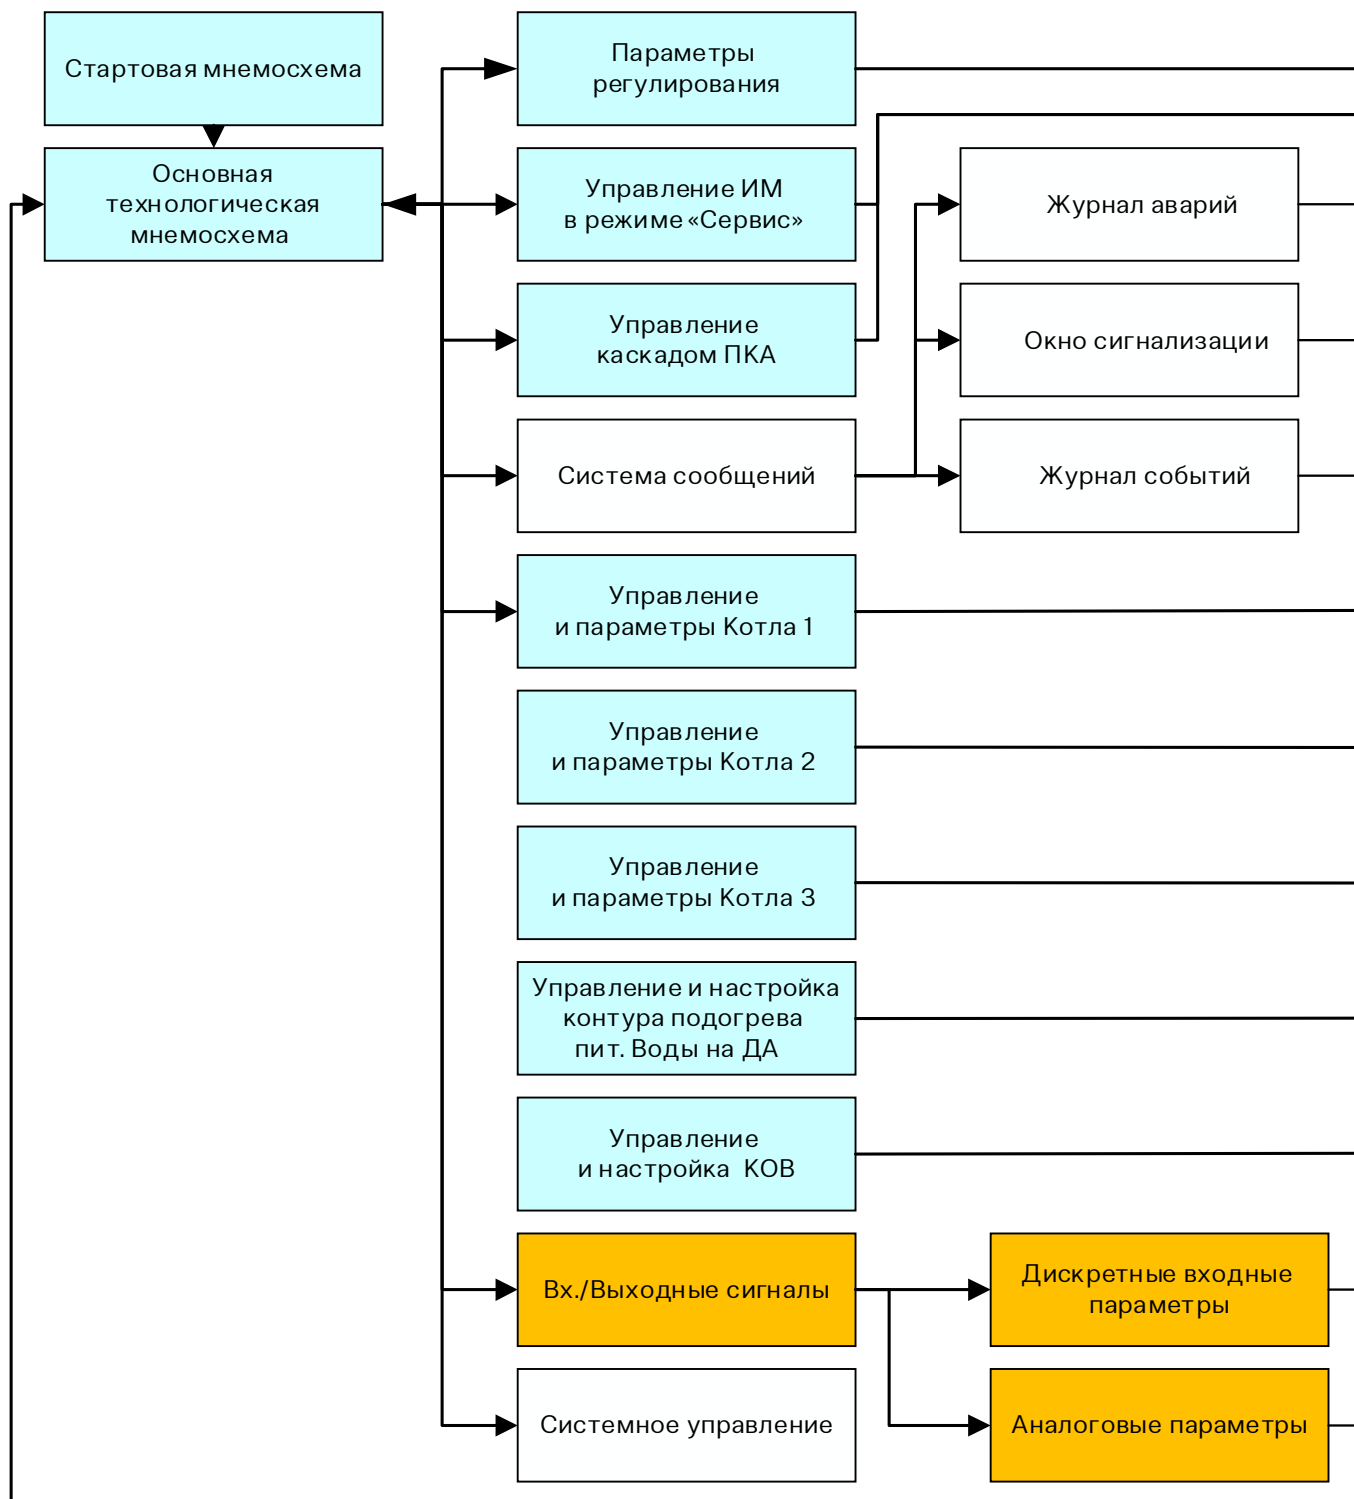 Стартовая мнемосхема
Основная
технологическая
мнемосхема
Параметры
регулирования
Управление ИМ
в режиме «Сервис»
Управление
каскадом ПКА
Система сообщений
Журнал аварий
Окно сигнализации
Журнал событий
Управление
и параметры Котла 1
Управление
и параметры Котла 2
Управление
и параметры Котла 3
Управление и настройка
контура подогрева
пит. Воды на ДА
Управление
и настройка КОВ
Вх./Выходные сигналы
Дискретные входные
параметры
Системное управление
Аналоговые параметры